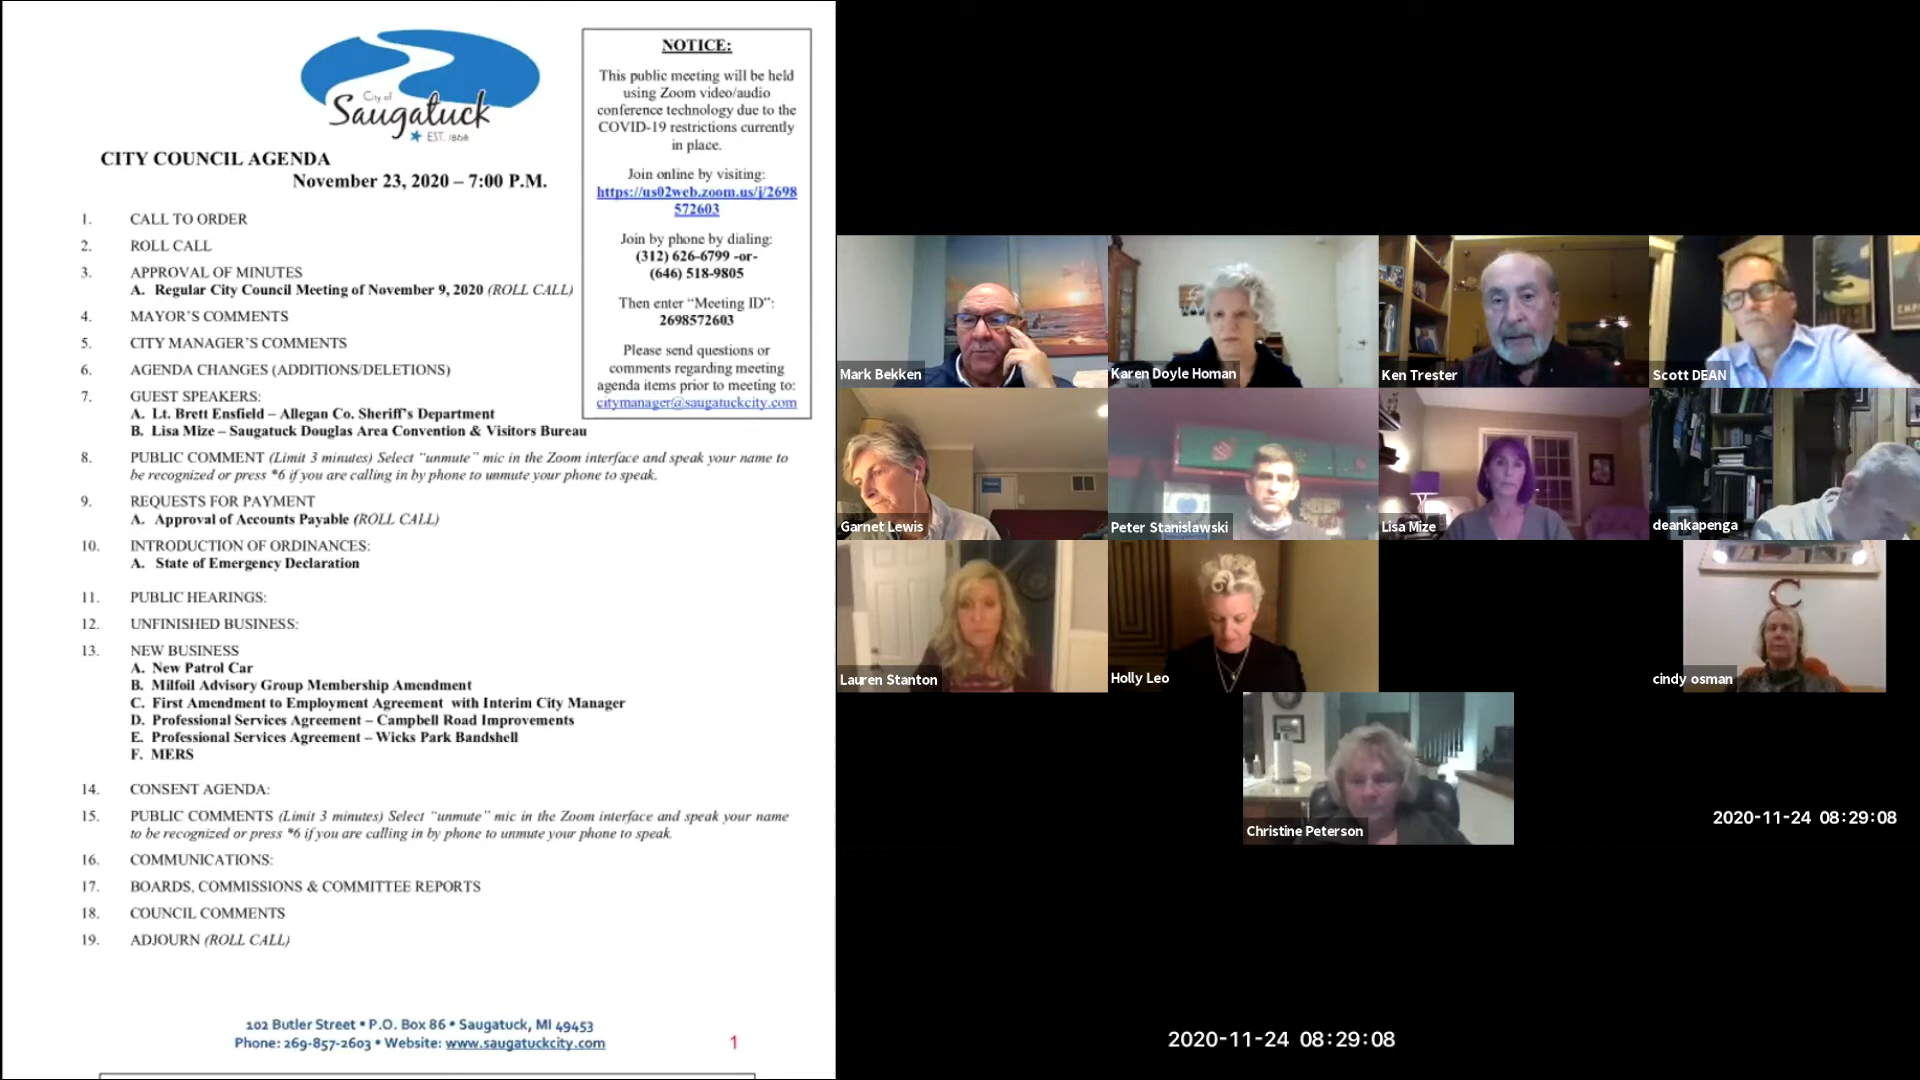 City of
Saugatuck
EST. 1868
CITY COUNCIL AGENDA
November 23, 2020 – 7:00 P.M.
NOTICE:
This public meeting will be held
using Zoom video/audio
conference technology due to the
COVID-19 restrictions currently
in place.
Join online by visiting:
https://us02web.zoom.us/j/2698
572603
Join by phone by dialing:
(312) 626-6799 -or-
(646) 518-9805
Then enter “Meeting ID”:
2698572603
Please send questions or
comments regarding meeting
agenda items prior to meeting to:
citymanager@saugatuckcity.com
1. CALL TO ORDER
2. ROLL CALL
3. APPROVAL OF MINUTES
A. Regular City Council Meeting of November 9, 2020 (ROLL CALL)
4. MAYOR’S COMMENTS
5. CITY MANAGER’S COMMENTS
6. AGENDA CHANGES (ADDITIONS/DELETIONS)
7. GUEST SPEAKERS:
A. Lt. Brett Ensfield – Allegan Co. Sheriff’s Department
B. Lisa Mize – Saugatuck Douglas Area Convention & Visitors Bureau
8. PUBLIC COMMENT (Limit 3 minutes) Select “unmute” mic in the Zoom interface and speak your name to
be recognized or press *6 if you are calling in by phone to unmute your phone to speak.
9. REQUESTS FOR PAYMENT
A. Approval of Accounts Payable (ROLL CALL)
10. INTRODUCTION OF ORDINANCES:
A. State of Emergency Declaration
11. PUBLIC HEARINGS:
12. UNFINISHED BUSINESS:
13. NEW BUSINESS
A. New Patrol Car
B. Milfoil Advisory Group Membership Amendment
C. First Amendment to Employment Agreement with Interim City Manager
D. Professional Services Agreement – Campbell Road Improvements
E. Professional Services Agreement – Wicks Park Bandshell
F. MERS
14. CONSENT AGENDA:
15. PUBLIC COMMENTS (Limit 3 minutes) Select “unmute” mic in the Zoom interface and speak your name
to be recognized or press *6 if you are calling in by phone to unmute your phone to speak.
16. COMMUNICATIONS:
17. BOARDS, COMMISSIONS & COMMITTEE REPORTS
18. COUNCIL COMMENTS
19. ADJOURN (ROLL CALL)
102 Butler Street • P.O. Box 86 • Saugatuck, MI 49453
Phone: 269-857-2603 • Website: www.saugatuckcity.com
1
Mark Bekken
Karen Doyle Homan
Ken Trester
Scott DEAN
Garnet Lewis
Peter Stanislawski
Lisa Mize
deankapenga
Lauren Stanton
Holly Leo
C
cindy osman
Christine Peterson
2020-11-24 08:29:08
2020-11-24 08:29:08